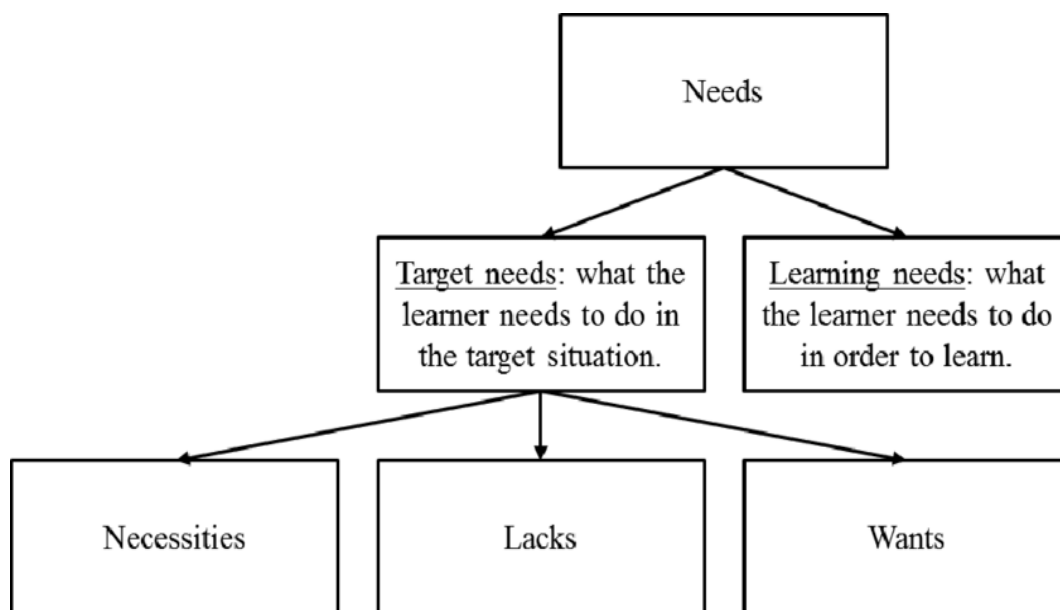 Needs
Target needs: what the
learner needs to do in
the target situation.
Learning needs: what
the learner needs to do
in order to learn.
Necessities
Lacks
Wants